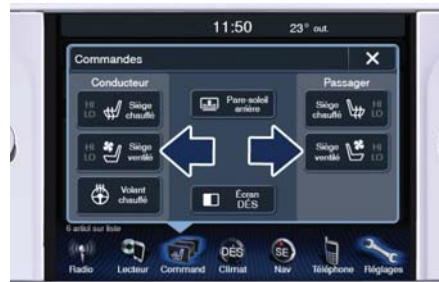 11:50 23° out.
Commandes X
Conducteur
Passager
HI LO Siège chauffé
Pare-soleil arrière
Siège chauffé HI LO
HI LO Siège ventilé
Siège ventilé HI LO
Volant chauffé
Écran DÉS
6 articl sur liste
Radio Lecteur Command DÉS Climat SE Nav Téléphone Réglages